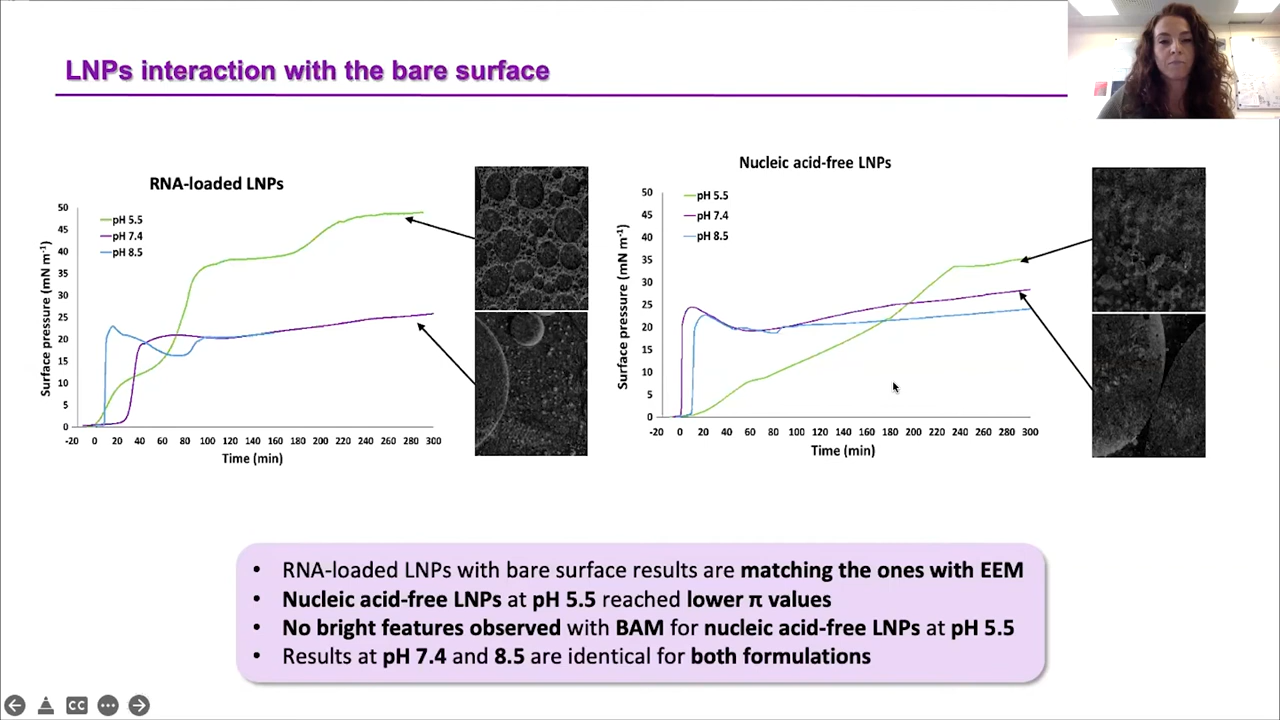 LNPs interaction with the bare surface
RNA-loaded LNPs
Surface pressure (mN m⁻¹)
50
45
40
35
30
25
20
15
10
5
0
pH 5.5
pH 7.4
pH 8.5
-20 0 20 40 60 80 100 120 140 160 180 200 220 240 260 280 300
Time (min)
Nucleic acid-free LNPs
Surface pressure (mN m⁻¹)
50
45
40
35
30
25
20
15
10
5
0
pH 5.5
pH 7.4
pH 8.5
-20 0 20 40 60 80 100 120 140 160 180 200 220 240 260 280 300
Time (min)
• RNA-loaded LNPs with bare surface results are matching the ones with EEM
• Nucleic acid-free LNPs at pH 5.5 reached lower π values
• No bright features observed with BAM for nucleic acid-free LNPs at pH 5.5
• Results at pH 7.4 and 8.5 are identical for both formulations
CC